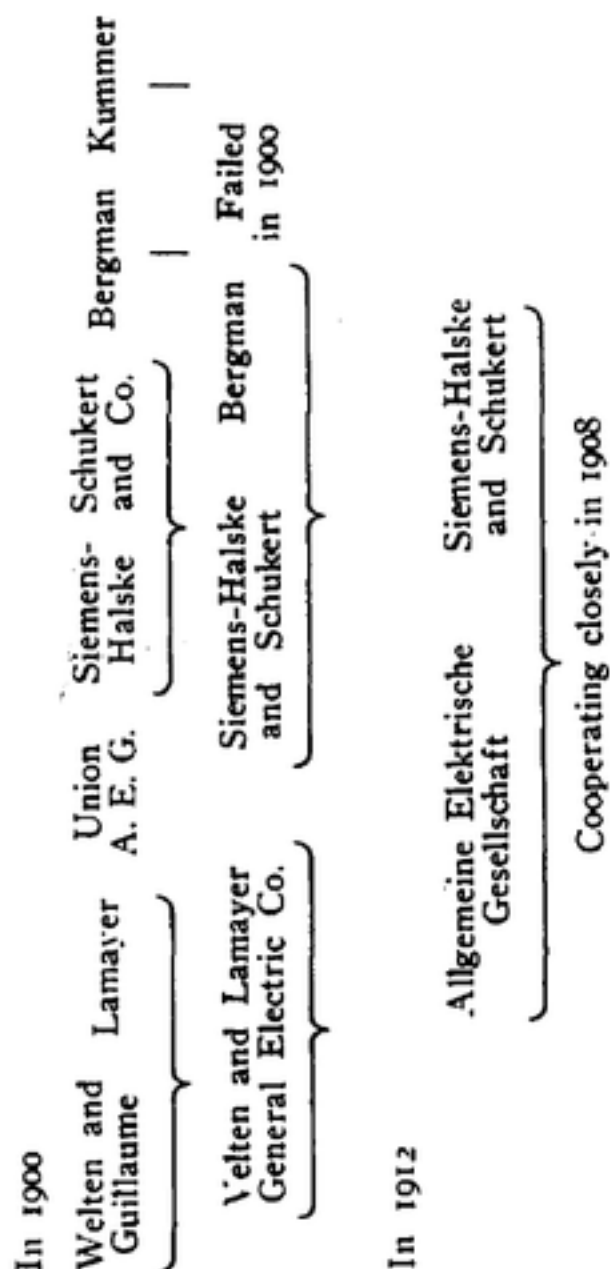 In 1900
Welten and Lamayer Union Siemens- Schukert Bergman Kummer
Guillaume A. E. G. Halske and Co.
Velten and Lamayer Siemens-Halske Bergman Failed
General Electric Co. and Schukert in 1900
In 1912
Allgemeine Elektrische Siemens-Halske
Gesellschaft and Schukert
Cooperating closely in 1908